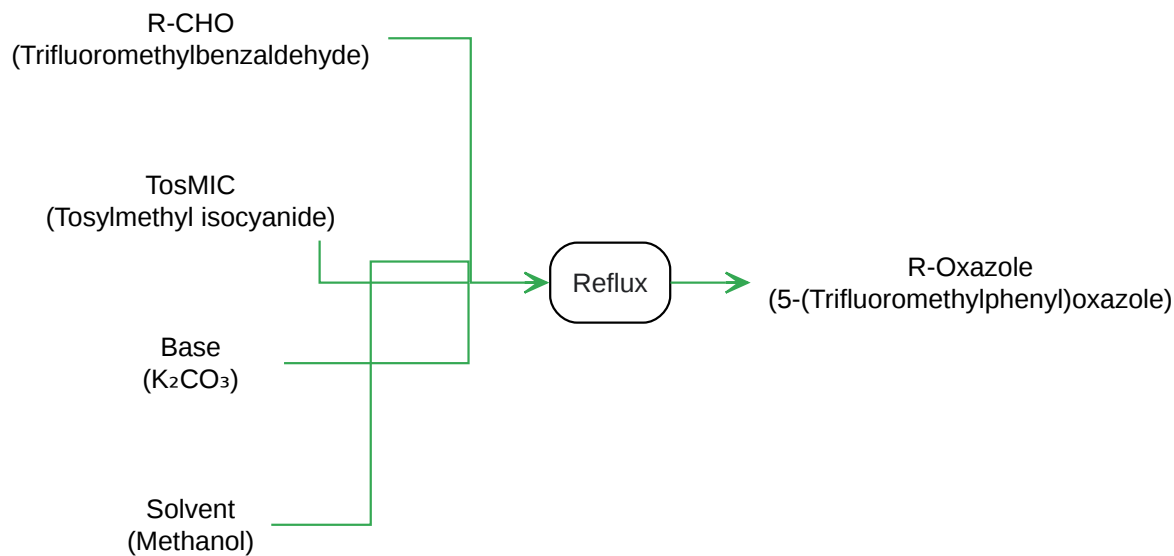 R-CHO
(Trifluoromethylbenzaldehyde)
TosMIC
(Tosylmethyl isocyanide)
Base
(K₂CO₃)
Solvent
(Methanol)
Reflux
R-Oxazole
(5-(Trifluoromethylphenyl)oxazole)